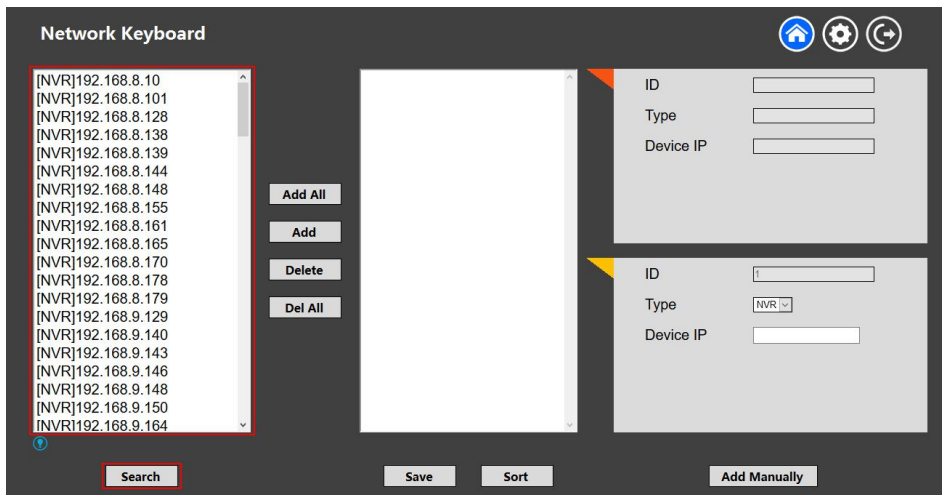 Network Keyboard
[NVR]192.168.8.10
[NVR]192.168.8.101
[NVR]192.168.8.128
[NVR]192.168.8.138
[NVR]192.168.8.139
[NVR]192.168.8.144
[NVR]192.168.8.148
[NVR]192.168.8.155
[NVR]192.168.8.161
[NVR]192.168.8.165
[NVR]192.168.8.170
[NVR]192.168.8.178
[NVR]192.168.8.179
[NVR]192.168.9.129
[NVR]192.168.9.140
[NVR]192.168.9.143
[NVR]192.168.9.146
[NVR]192.168.9.148
[NVR]192.168.9.150
[NVR]192.168.9.164
Add All
Add
Delete
Del All
ID
Type
Device IP
ID 1
Type NVR
Device IP
Search
Save
Sort
Add Manually